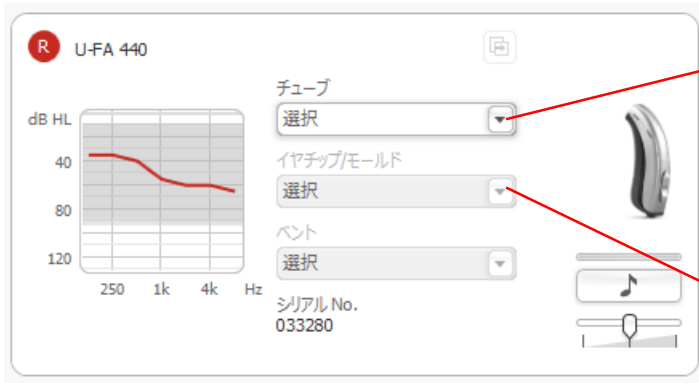 R U-FA 440
チューブ
選択
dB HL
40
80
120
250 1k 4k Hz
イヤチップ/モールド
選択
ベント
選択
シリアル No.
033280